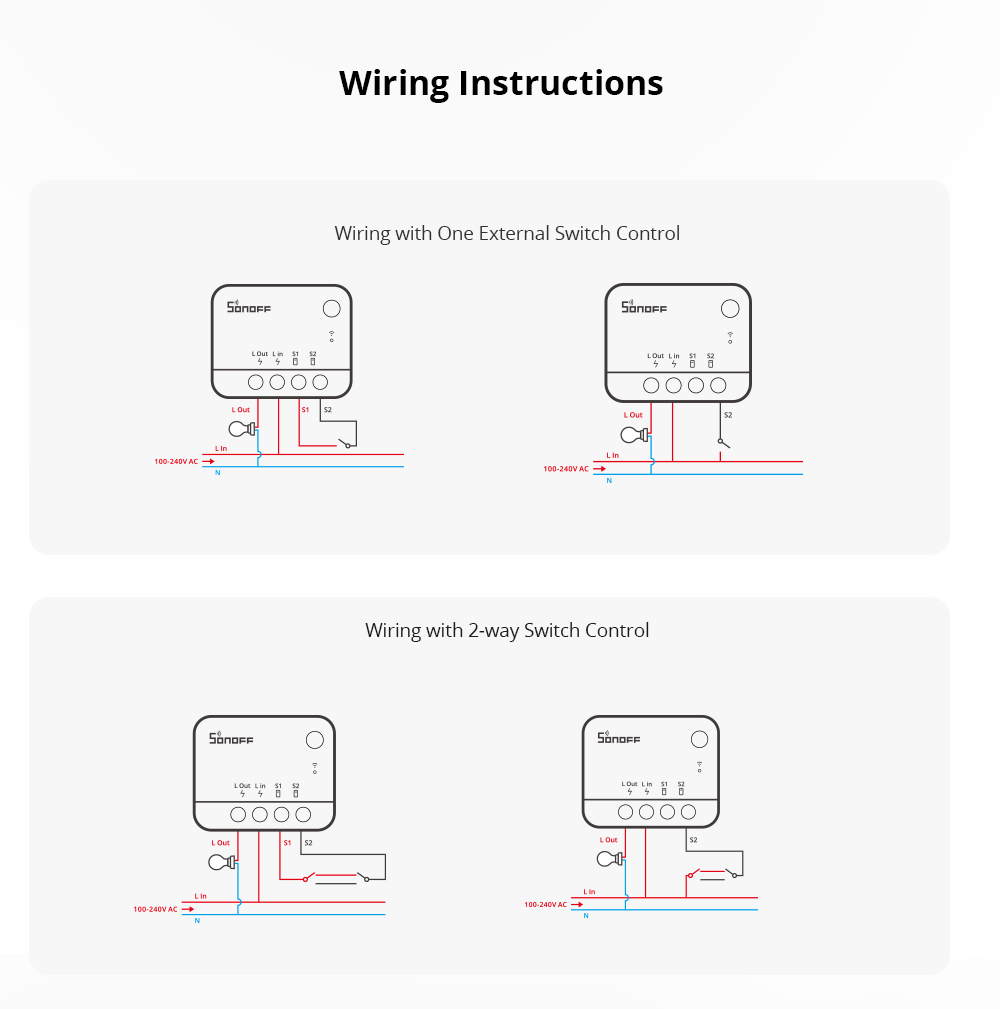 Wiring Instructions
Wiring with One External Switch Control
SONOFF
L Out L in S1 S2
L Out S1 S2
L In
100-240V AC
N
SONOFF
L Out L in S1 S2
L Out S2
L In
100-240V AC
N
Wiring with 2-way Switch Control
SONOFF
L Out L in S1 S2
L Out S1 S2
L In
100-240V AC
N
SONOFF
L Out L in S1 S2
L Out S2
L In
100-240V AC
N